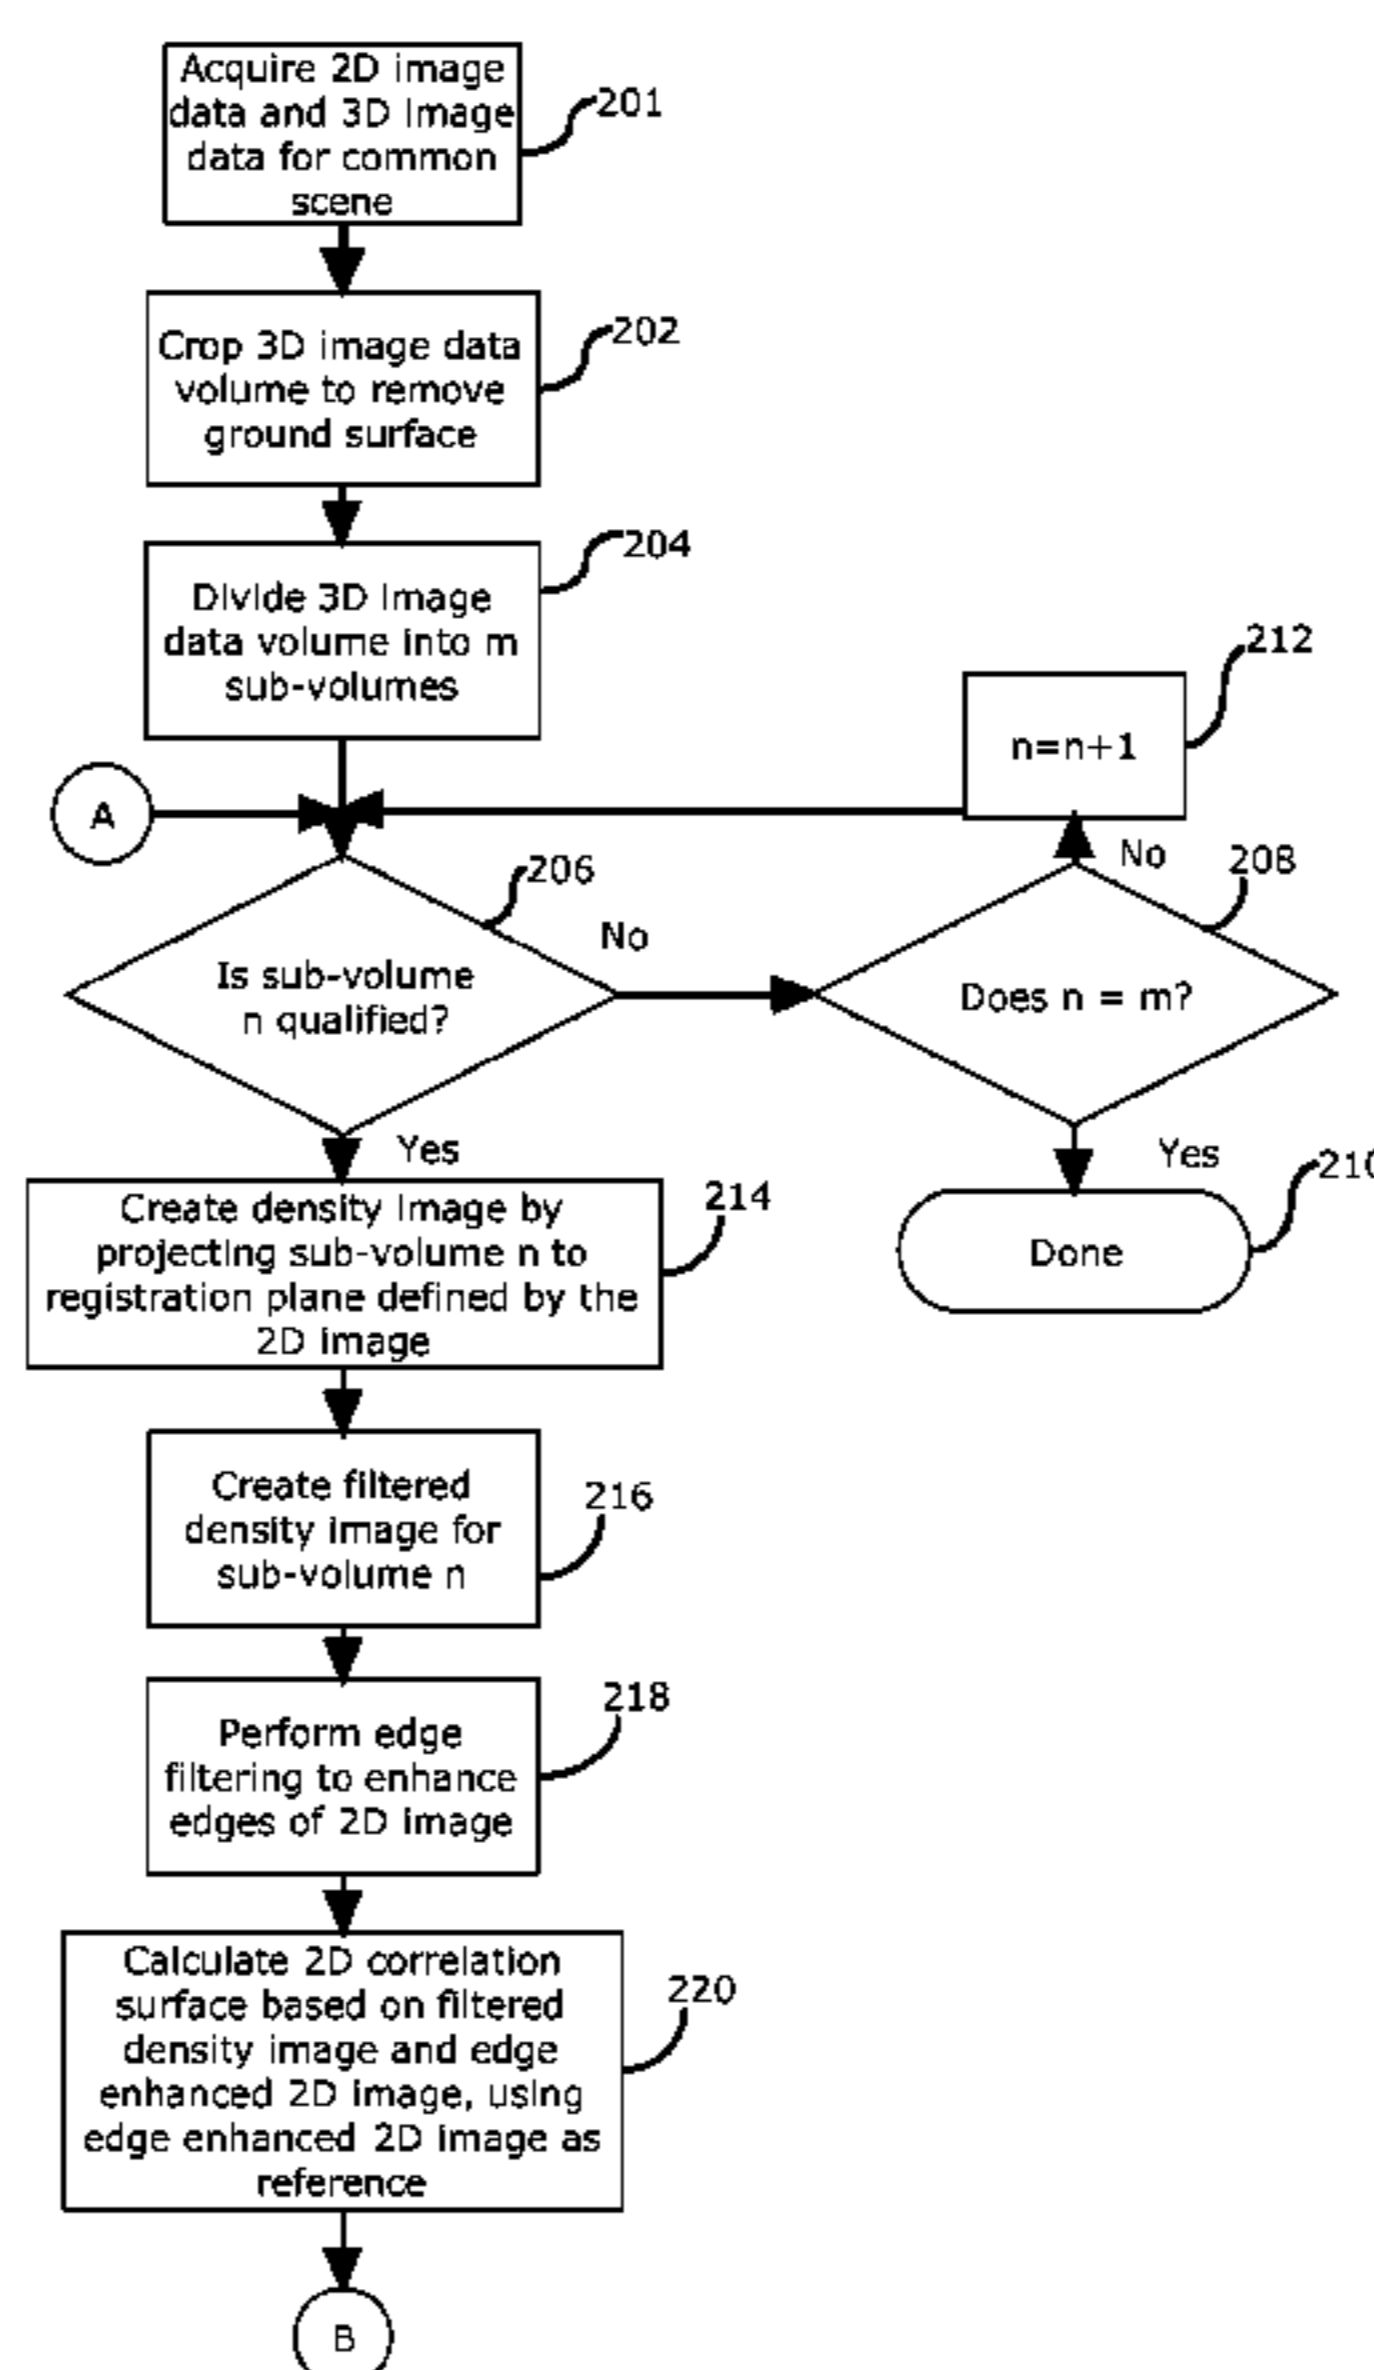 Acquire 2D image
data and 3D image
data for common
scene
201
Crop 3D image data
volume to remove
ground surface
202
Divide 3D image
data volume into m
sub-volumes
204
n=n+1
212
A
Is sub-volume
n qualified?
206
No
Does n = m?
208
No
Yes
Yes
Done
210
Create density image by
projecting sub-volume n to
registration plane defined by the
2D image
214
Create filtered
density image for
sub-volume n
216
Perform edge
filtering to enhance
edges of 2D image
218
Calculate 2D correlation
surface based on filtered
density image and edge
enhanced 2D image, using
edge enhanced 2D image as
reference
220
B